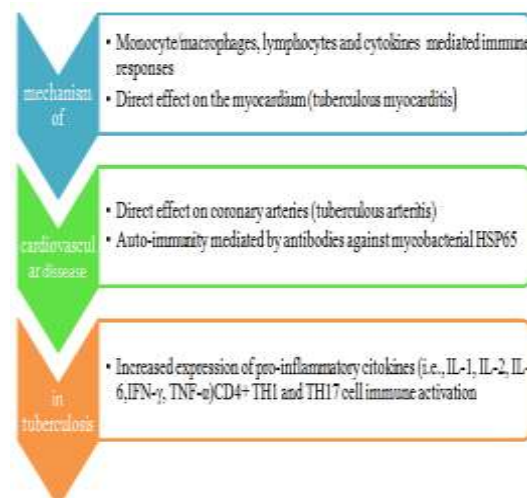 mechanism
of
• Monocyte/macrophages, lymphocytes and cytokines mediated immune
responses
• Direct effect on the myocardium (tuberculous myocarditis)
cardiovascul
ar disease
• Direct effect on coronary arteries (tuberculous arteritis)
• Auto-immunity mediated by antibodies against mycobacterial HSP65
in
tuberculosis
• Increased expression of pro-inflammatory citokines (i.e., IL-1, IL-2, IL-
6,IFN-γ, TNF-α)CD4+ TH1 and TH17 cell immune activation